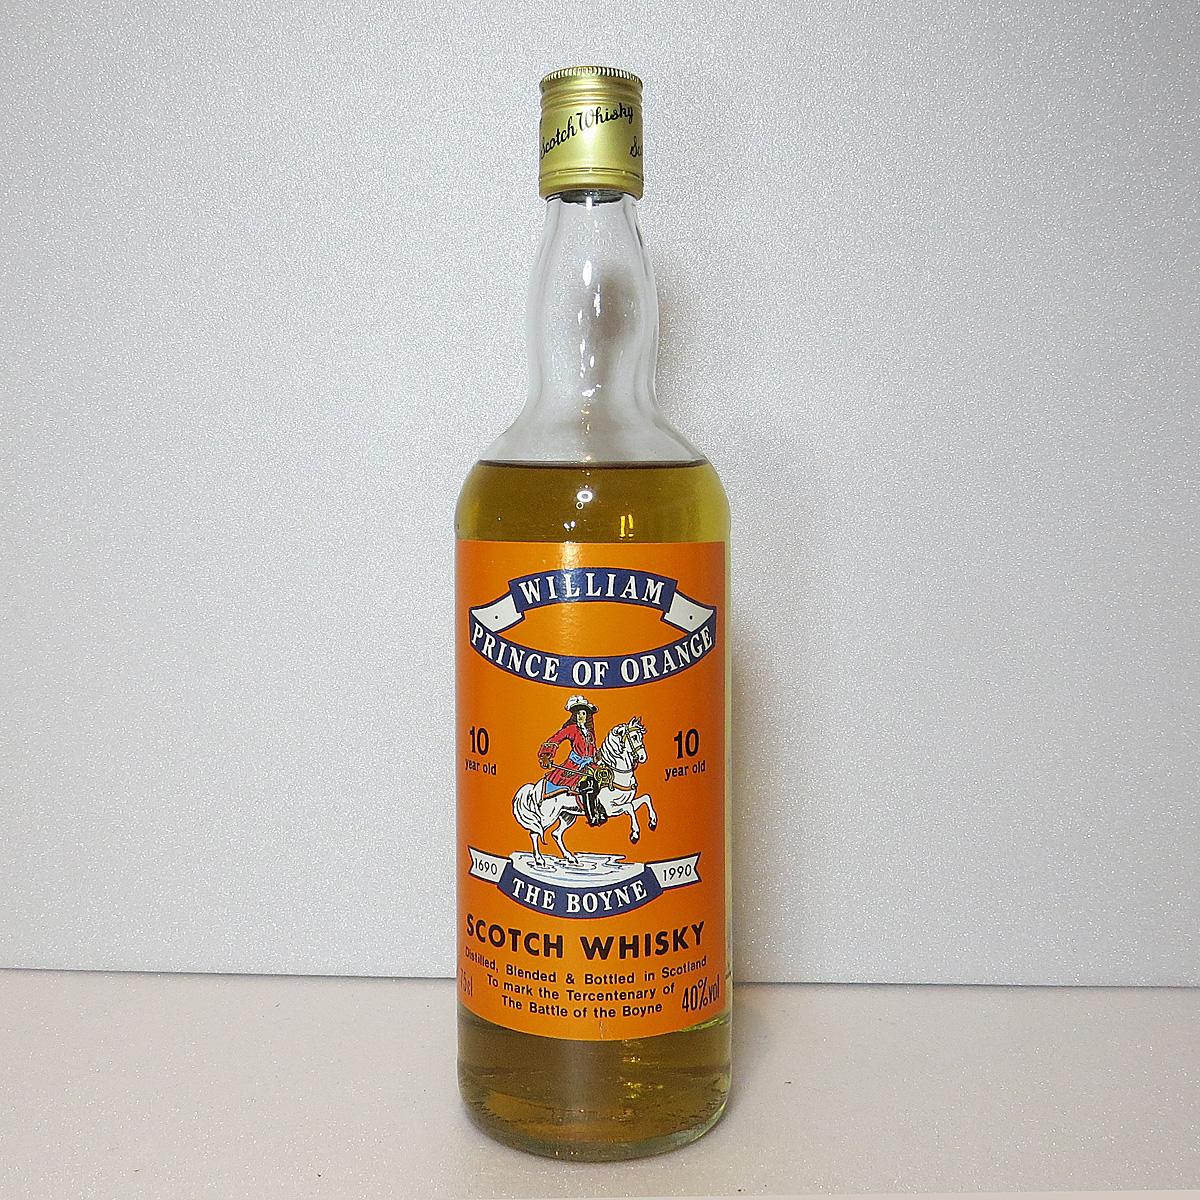 Scotch Whisky
WILLIAM
PRINCE OF ORANGE
10
year old
10
year old
1690
1990
THE BOYNE
SCOTCH WHISKY
Distilled, Blended & Bottled in Scotland
To mark the Tercentenary of
The Battle of the Boyne
75cl
40%vol